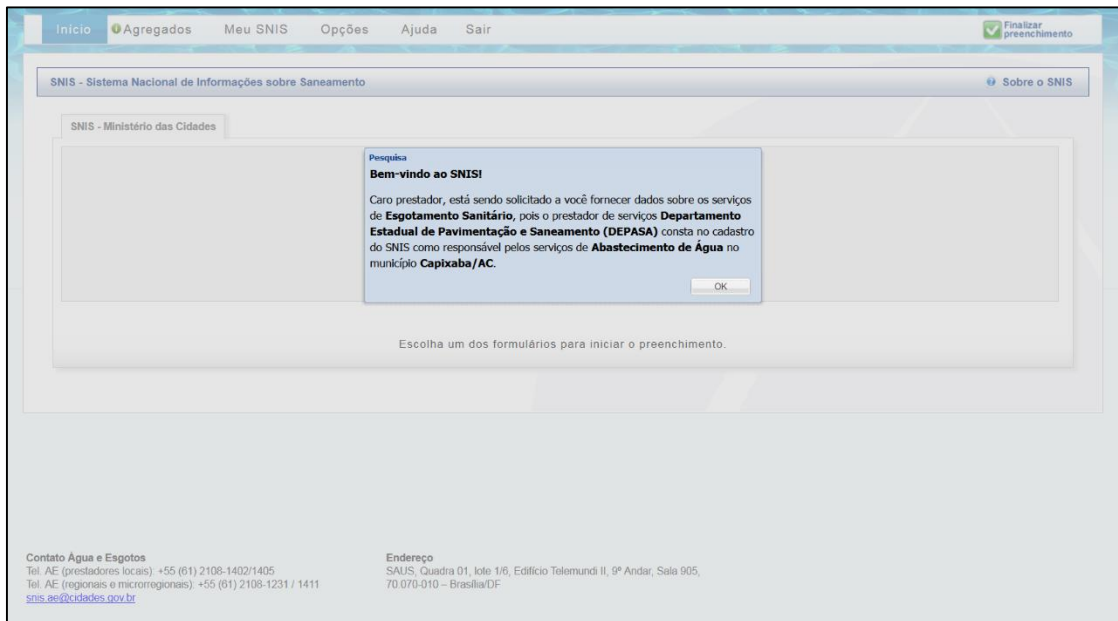 Início
Agregados
Meu SNIS
Opções
Ajuda
Sair
Finalizar
preenchimento
SNIS - Sistema Nacional de Informações sobre Saneamento
Sobre o SNIS
SNIS - Ministério das Cidades
Pesquisa
Bem-vindo ao SNIS!
Caro prestador, está sendo solicitado a você fornecer dados sobre os serviços
de Esgotamento Sanitário, pois o prestador de serviços Departamento
Estadual de Pavimentação e Saneamento (DEPASA) consta no cadastro
do SNIS como responsável pelos serviços de Abastecimento de Água no
município Capixaba/AC.
OK
Escolha um dos formulários para iniciar o preenchimento.
Contato Água e Esgotos
Tel. AE (prestadores locais): +55 (61) 2108-1402/1405
Tel. AE (regionais e microrregionais): +55 (61) 2108-1231 / 1411
snis.ae@cidades.gov.br
Endereço
SAUS, Quadra 01, lote 1/6, Edifício Telemundi II, 9º Andar, Sala 905,
70.070-010 – Brasília/DF